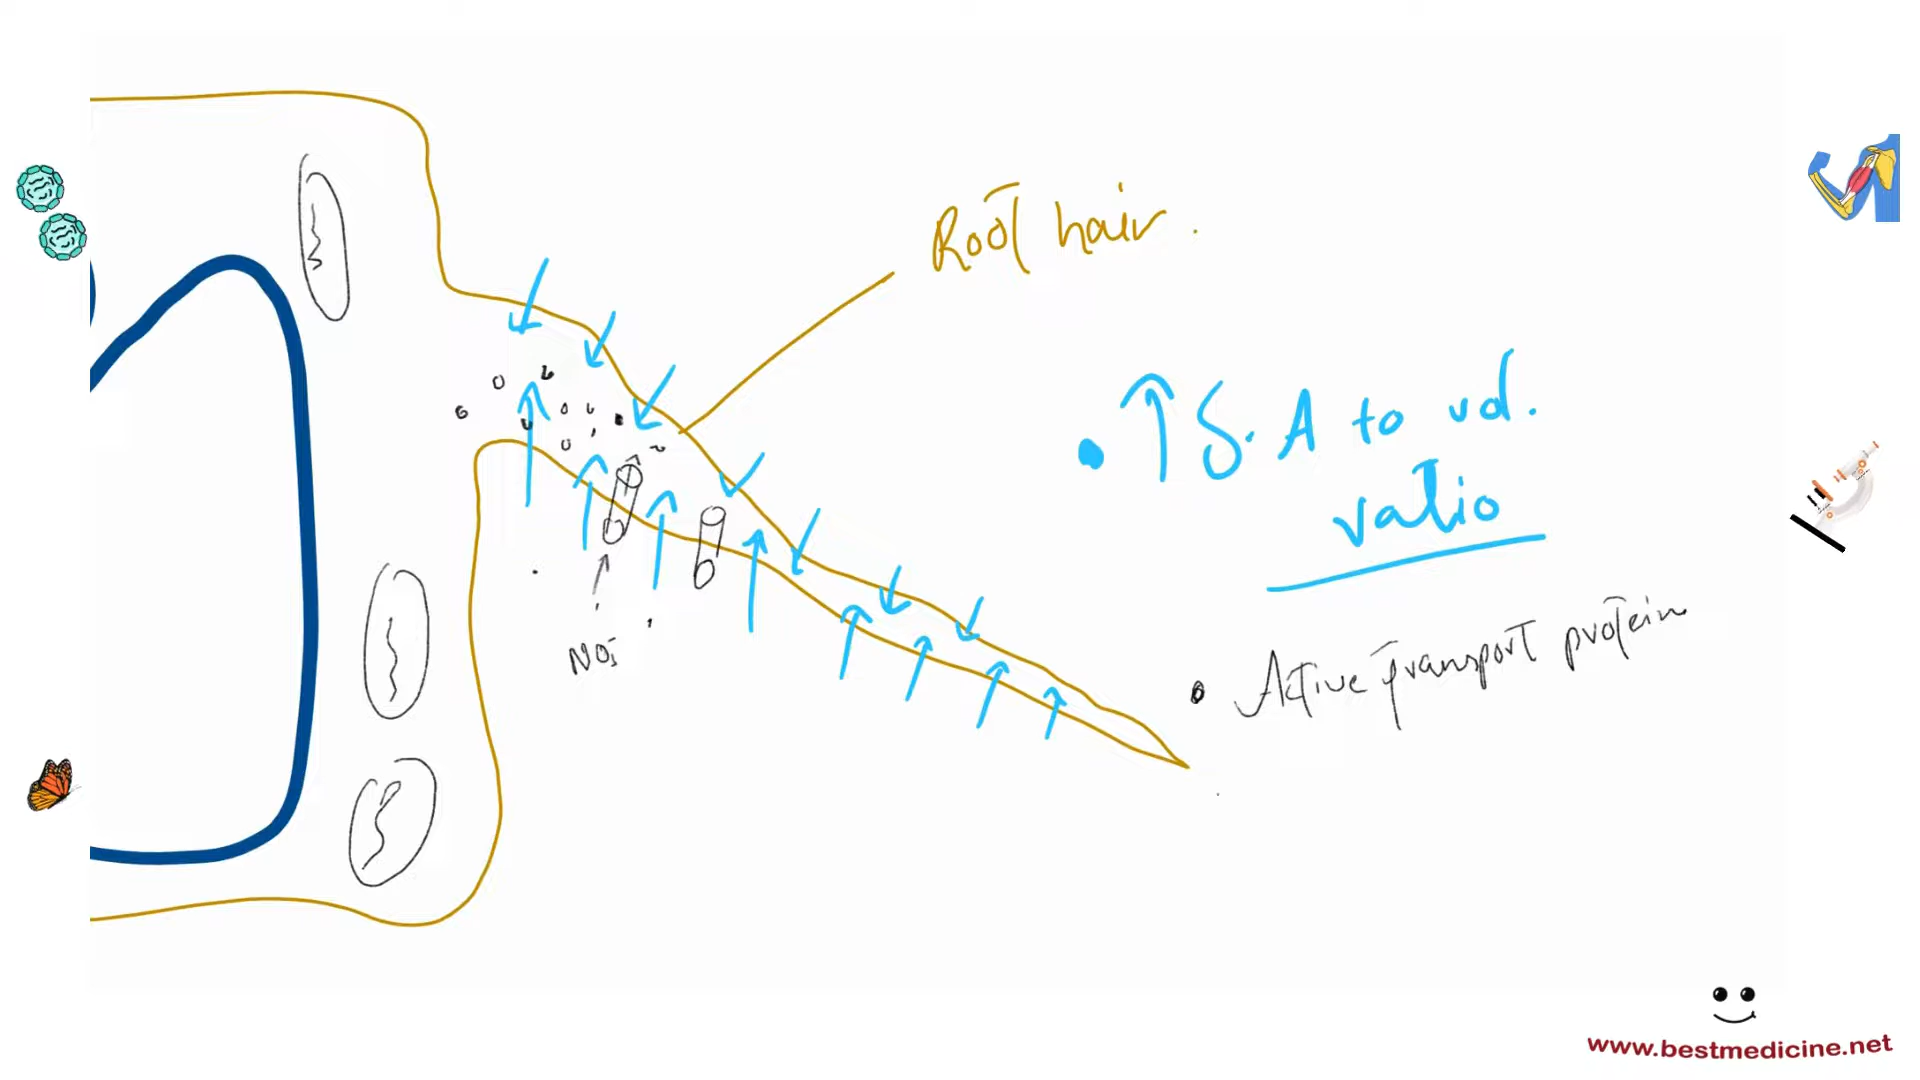 Root hair.
• ↑ S.A to vol.
ratio
NO₃⁻
• Active transport protein
www.bestmedicine.net